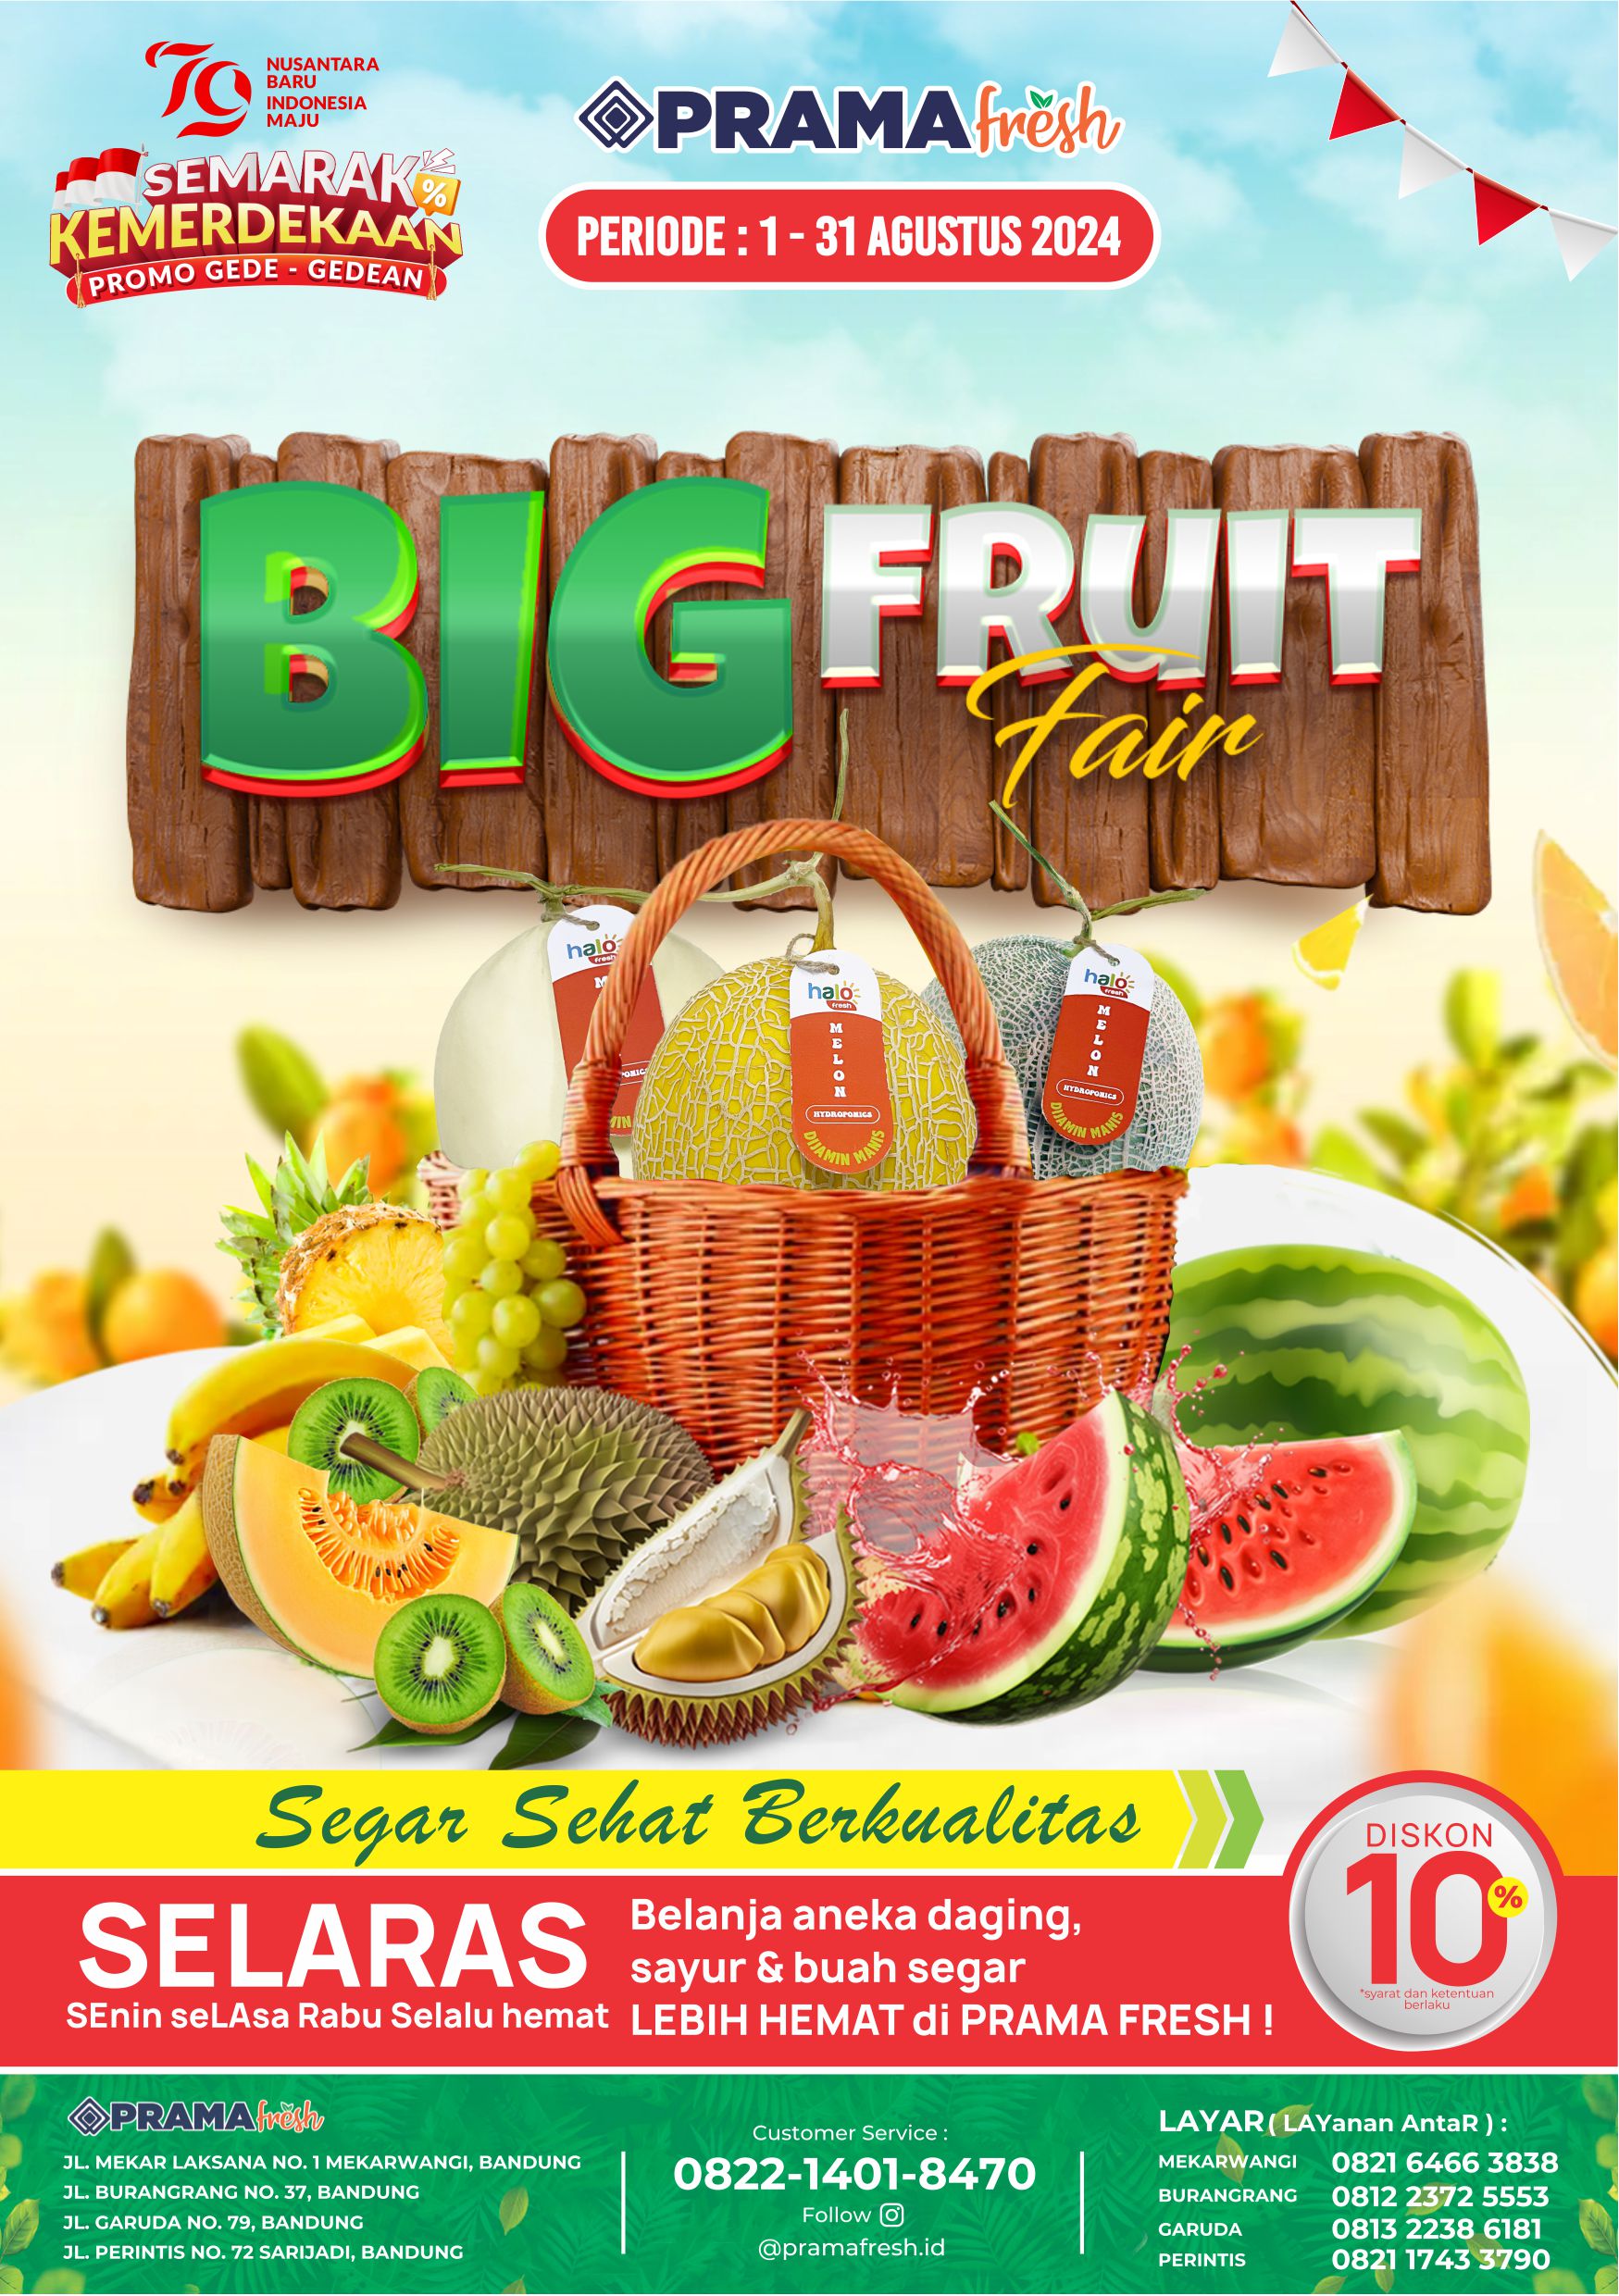 79
NUSANTARA
BARU
INDONESIA
MAJU
SEMARAK
%
KEMERDEKAAN
PROMO GEDE - GEDEAN
PRAMA fresh
PERIODE : 1 - 31 AGUSTUS 2024
BIG FRUIT
Fair
halo
fresh
M
halo
fresh
MELON
HYDROPONICS
DIJAMIN MANIS
halo
fresh
MELON
HYDROPONICS
DIJAMIN MANIS
Segar Sehat Berkualitas
DISKON
10%
*syarat dan ketentuan
berlaku
SELARAS
SEnin seLAsa Rabu Selalu hemat
Belanja aneka daging,
sayur & buah segar
LEBIH HEMAT di PRAMA FRESH !
PRAMA fresh
JL. MEKAR LAKSANA NO. 1 MEKARWANGI, BANDUNG
JL. BURANGRANG NO. 37, BANDUNG
JL. GARUDA NO. 79, BANDUNG
JL. PERINTIS NO. 72 SARIJADI, BANDUNG
Customer Service :
0822-1401-8470
Follow
@pramafresh.id
LAYAR ( LAYanan AntaR ) :
MEKARWANGI 0821 6466 3838
BURANGRANG 0812 2372 5553
GARUDA 0813 2238 6181
PERINTIS 0821 1743 3790